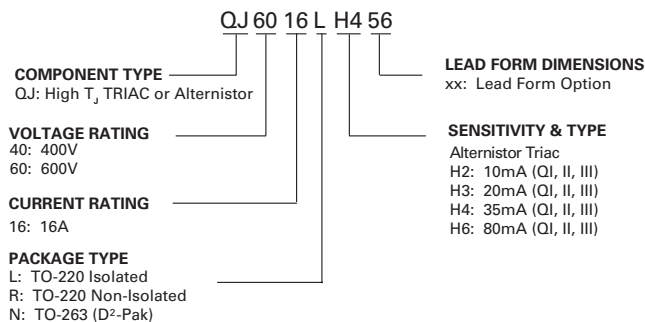 QJ 60 16 L H4 56
COMPONENT TYPE
QJ: High TJ TRIAC or Alternistor
VOLTAGE RATING
40: 400V
60: 600V
CURRENT RATING
16: 16A
PACKAGE TYPE
L: TO-220 Isolated
R: TO-220 Non-Isolated
N: TO-263 (D²-Pak)
LEAD FORM DIMENSIONS
xx: Lead Form Option
SENSITIVITY & TYPE
Alternistor Triac
H2: 10mA (QI, II, III)
H3: 20mA (QI, II, III)
H4: 35mA (QI, II, III)
H6: 80mA (QI, II, III)